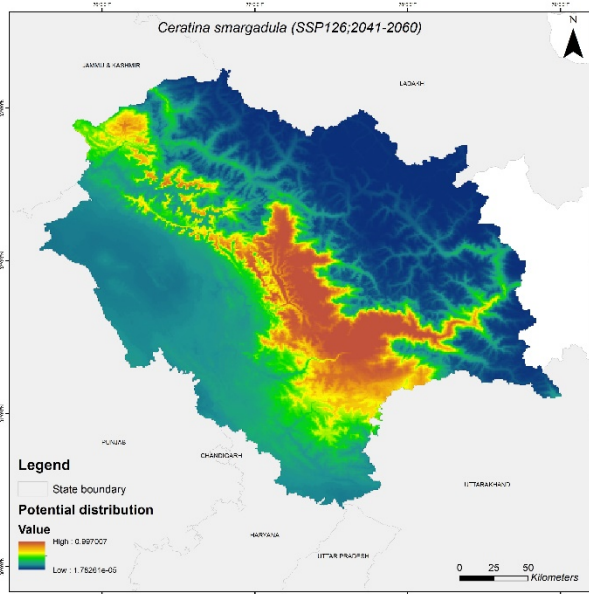 Ceratina smargadula (SSP126;2041-2060)
N
JAMMU & KASHMIR
LADAKH
PUNJAB
CHANDIGARH
UTTARAKHAND
HARYANA
UTTAR PRADESH
Legend
State boundary
Potential distribution
Value
High : 0.997007
Low : 1.75261e-05
0 25 50
Kilometers